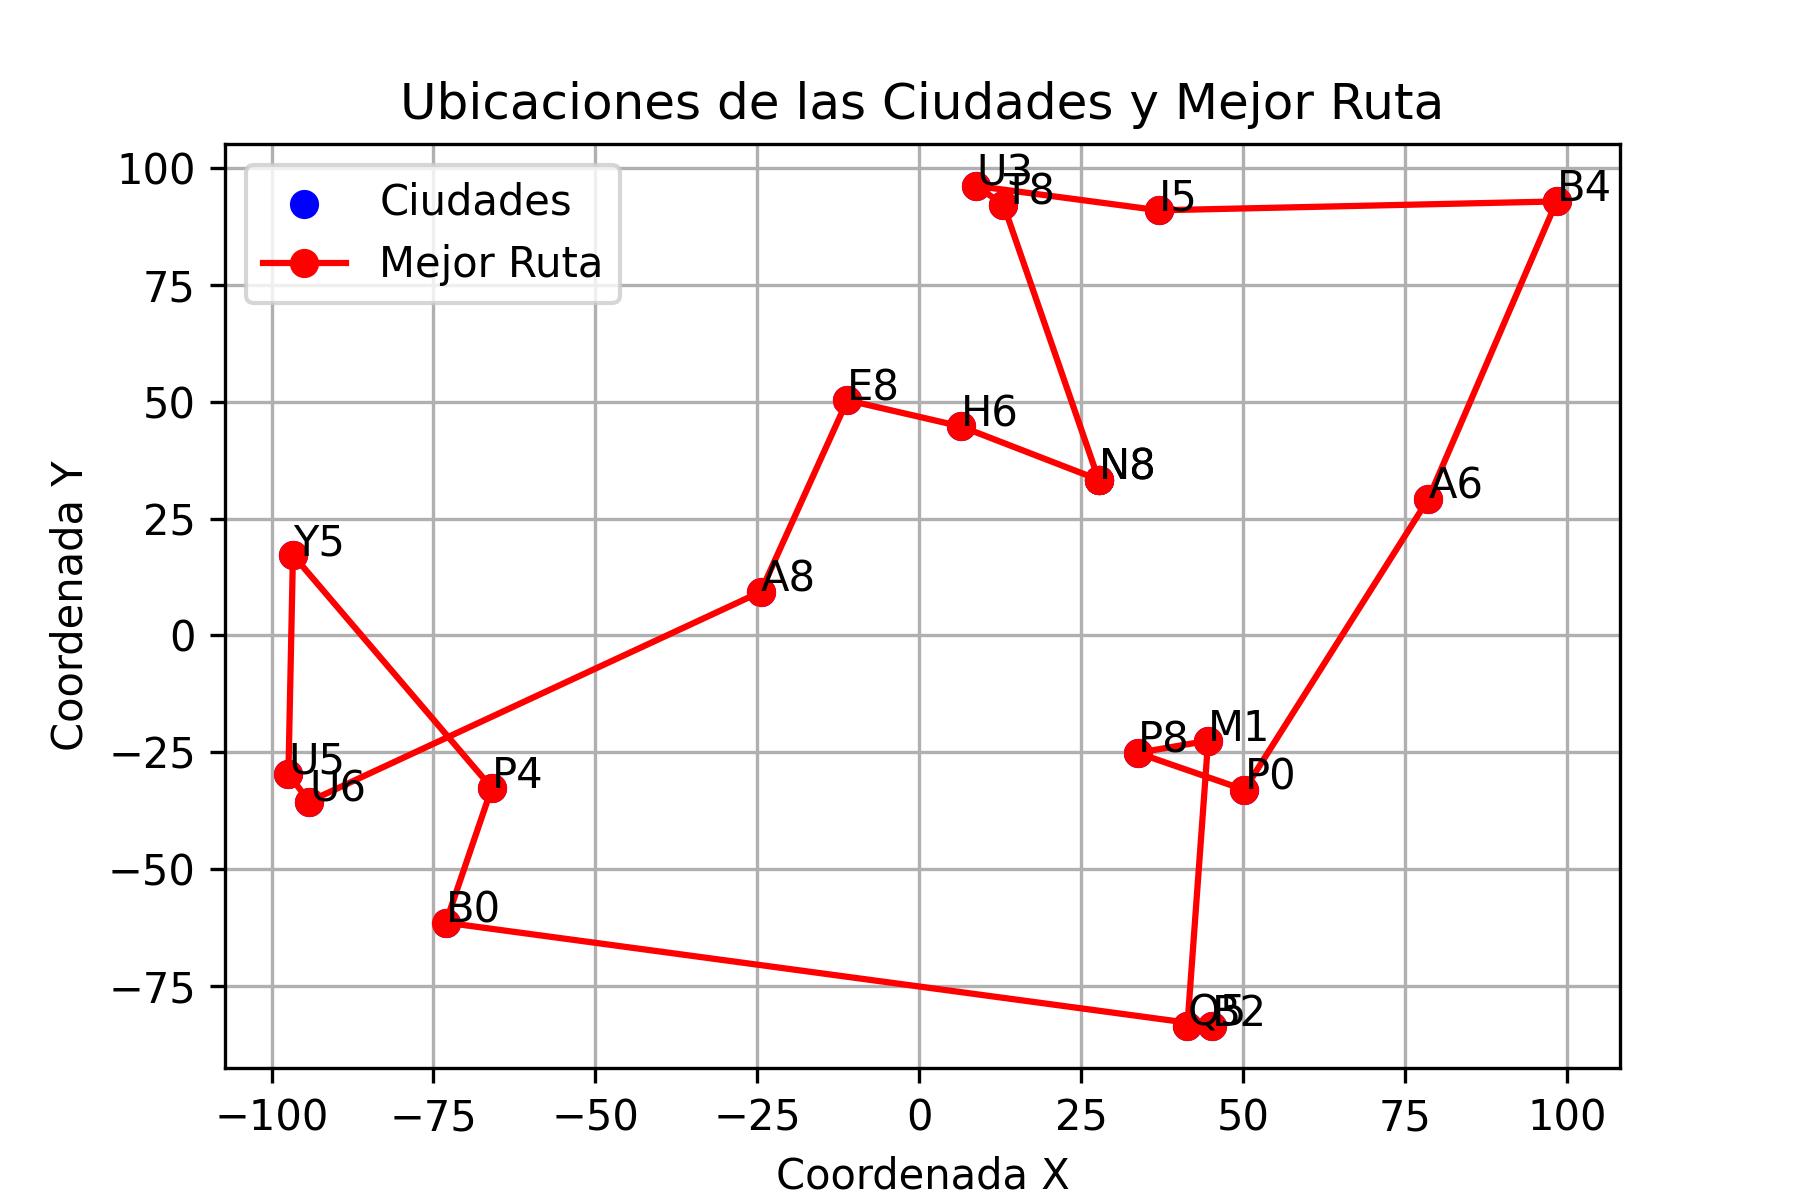 Ubicaciones de las Ciudades y Mejor Ruta
Ciudades
Mejor Ruta
Coordenada Y
100
75
50
25
0
−25
−50
−75
U3
T8
I5
B4
E8
H6
N8
A6
Y5
A8
U5
U6
P4
P8
M1
P0
B0
Q5
B2
−100
−75
−50
−25
0
25
50
75
100
Coordenada X